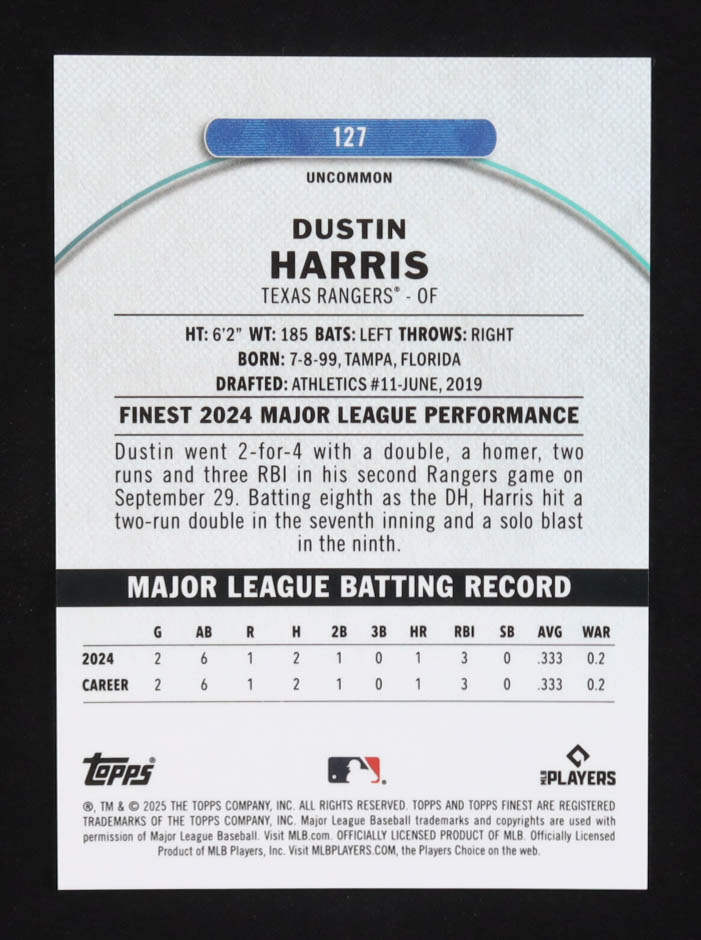 127
UNCOMMON
DUSTIN
HARRIS
TEXAS RANGERS® - OF
HT: 6'2" WT: 185 BATS: LEFT THROWS: RIGHT
BORN: 7-8-99, TAMPA, FLORIDA
DRAFTED: ATHLETICS #11-JUNE, 2019
FINEST 2024 MAJOR LEAGUE PERFORMANCE
Dustin went 2-for-4 with a double, a homer, two
runs and three RBI in his second Rangers game on
September 29. Batting eighth as the DH, Harris hit a
two-run double in the seventh inning and a solo blast
in the ninth.
MAJOR LEAGUE BATTING RECORD
G AB R H 2B 3B HR RBI SB AVG WAR
2024 2 6 1 2 1 0 1 3 0 .333 0.2
CAREER 2 6 1 2 1 0 1 3 0 .333 0.2
topps®
MLB PLAYERS
®, TM & © 2025 THE TOPPS COMPANY, INC. ALL RIGHTS RESERVED. TOPPS AND TOPPS FINEST ARE REGISTERED
TRADEMARKS OF THE TOPPS COMPANY, INC. Major League Baseball trademarks and copyrights are used with
permission of Major League Baseball. Visit MLB.com. OFFICIALLY LICENSED PRODUCT OF MLB. Officially Licensed
Product of MLB Players, Inc. Visit MLBPLAYERS.COM, the Players Choice on the web.